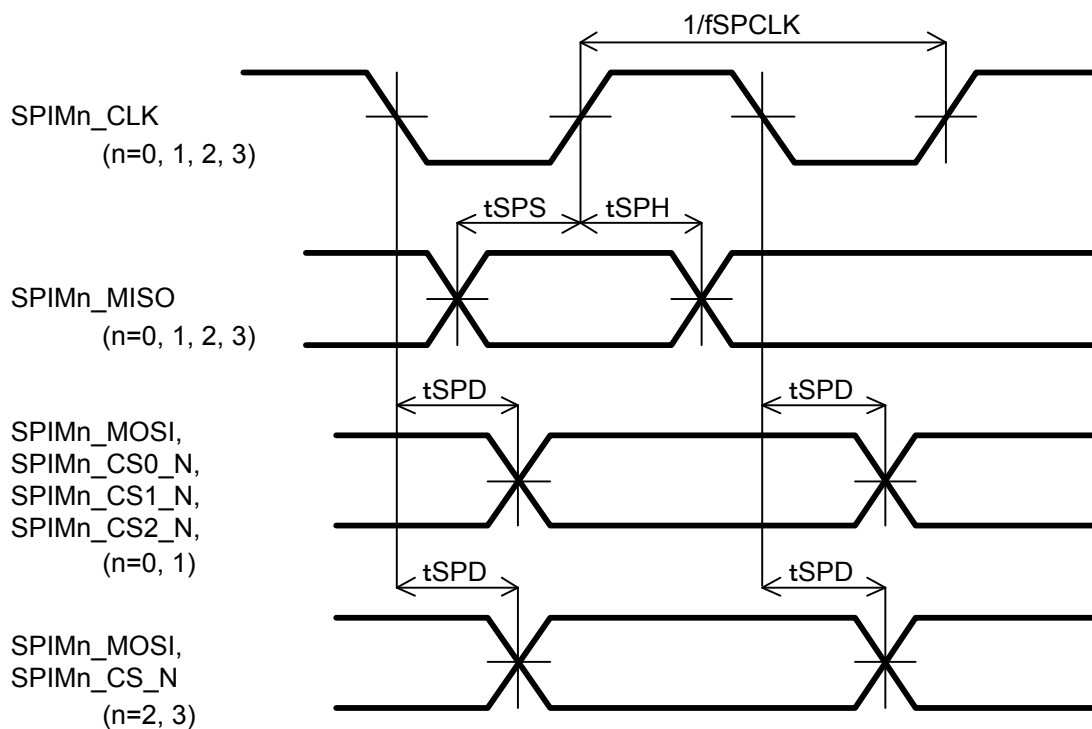 1/fSPCLK
SPIMn_CLK
(n=0, 1, 2, 3)
tSPS
tSPH
SPIMn_MISO
(n=0, 1, 2, 3)
tSPD
tSPD
SPIMn_MOSI,
SPIMn_CS0_N,
SPIMn_CS1_N,
SPIMn_CS2_N,
(n=0, 1)
tSPD
tSPD
SPIMn_MOSI,
SPIMn_CS_N
(n=2, 3)